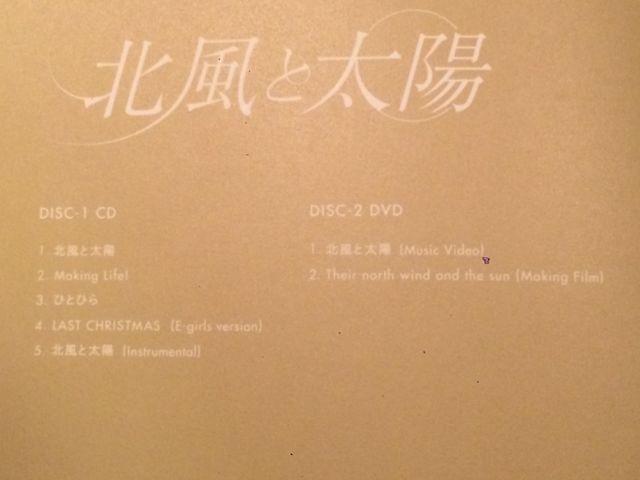 北風と太陽
DISC-1 CD
1. 北風と太陽
2. Making Life!
3. ひとひら
4. LAST CHRISTMAS (E-girls version)
5. 北風と太陽 (Instrumental)
DISC-2 DVD
1. 北風と太陽 (Music Video)
2. Their north wind and the sun (Making Film)